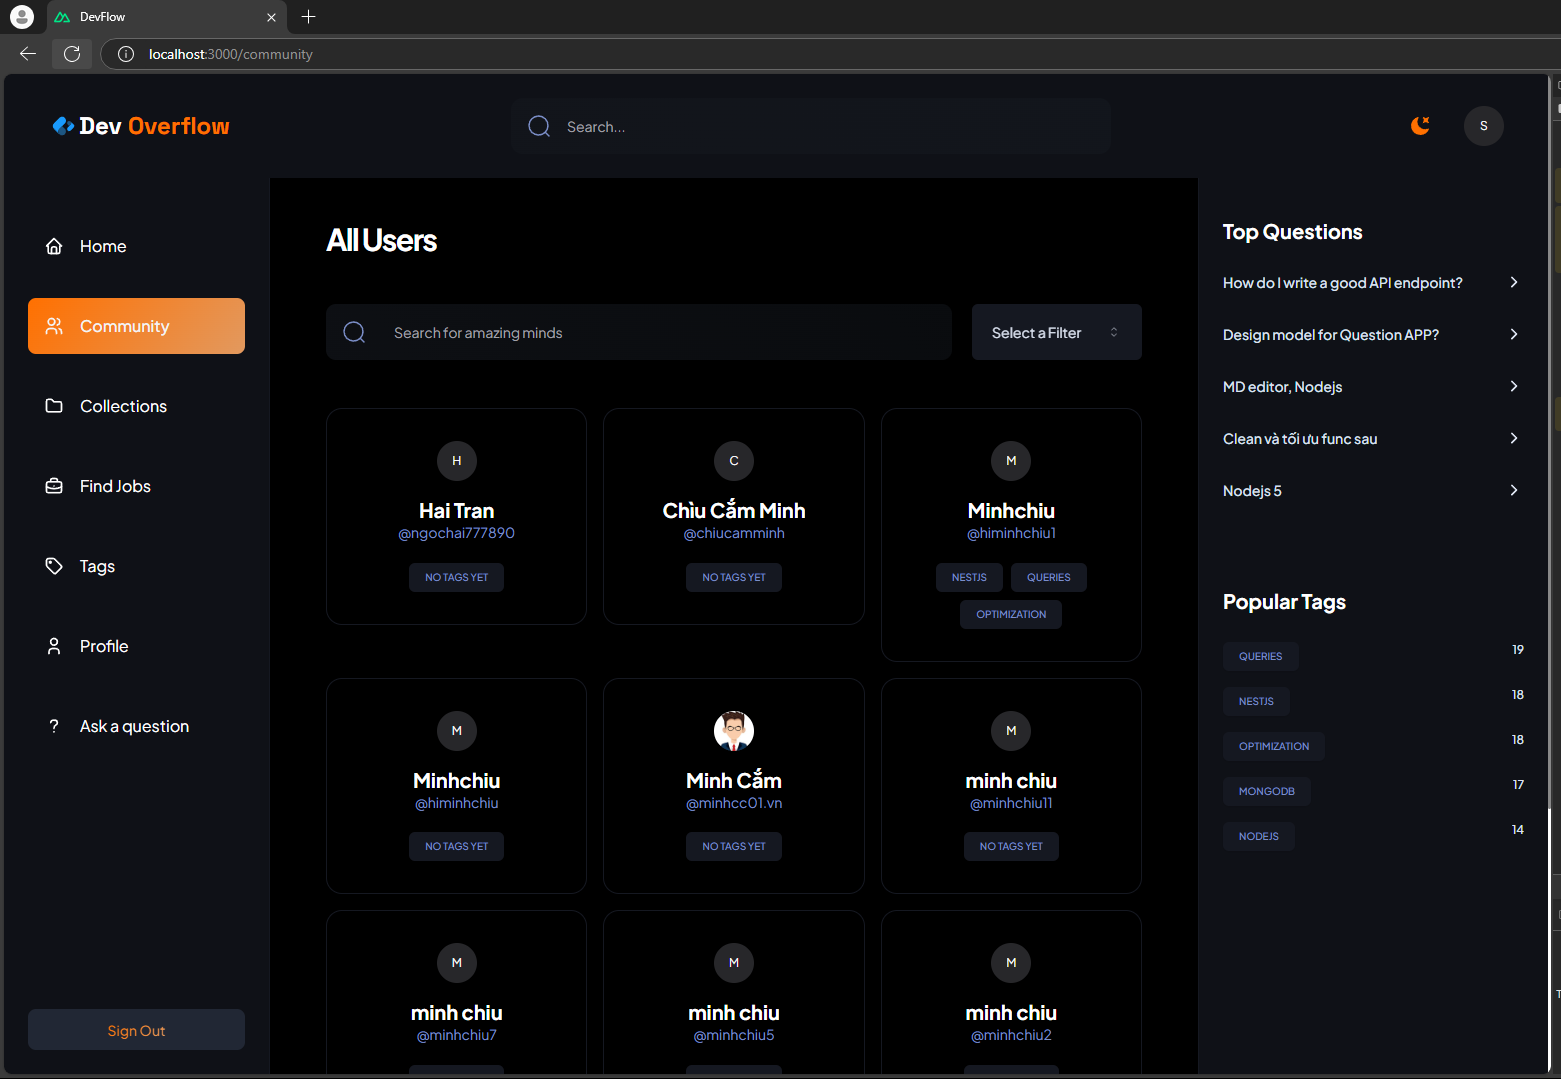 DevFlow
localhost:3000/community
Dev Overflow
Search...
S
Home
Community
Collections
Find Jobs
Tags
Profile
? Ask a question
Sign Out
All Users
Search for amazing minds
Select a Filter
H
Hai Tran
@ngochai777890
NO TAGS YET
C
Chìu Cắm Minh
@chiucamminh
NO TAGS YET
M
Minhchiu
@himinhchiu1
NESTJS QUERIES
OPTIMIZATION
M
Minhchiu
@himinhchiu
NO TAGS YET
Minh Cắm
@minhcc01.vn
NO TAGS YET
M
minh chiu
@minhchiu11
NO TAGS YET
M
minh chiu
@minhchiu7
M
minh chiu
@minhchiu5
M
minh chiu
@minhchiu2
Top Questions
How do I write a good API endpoint?
Design model for Question APP?
MD editor, Nodejs
Clean và tối ưu func sau
Nodejs 5
Popular Tags
QUERIES 19
NESTJS 18
OPTIMIZATION 18
MONGODB 17
NODEJS 14